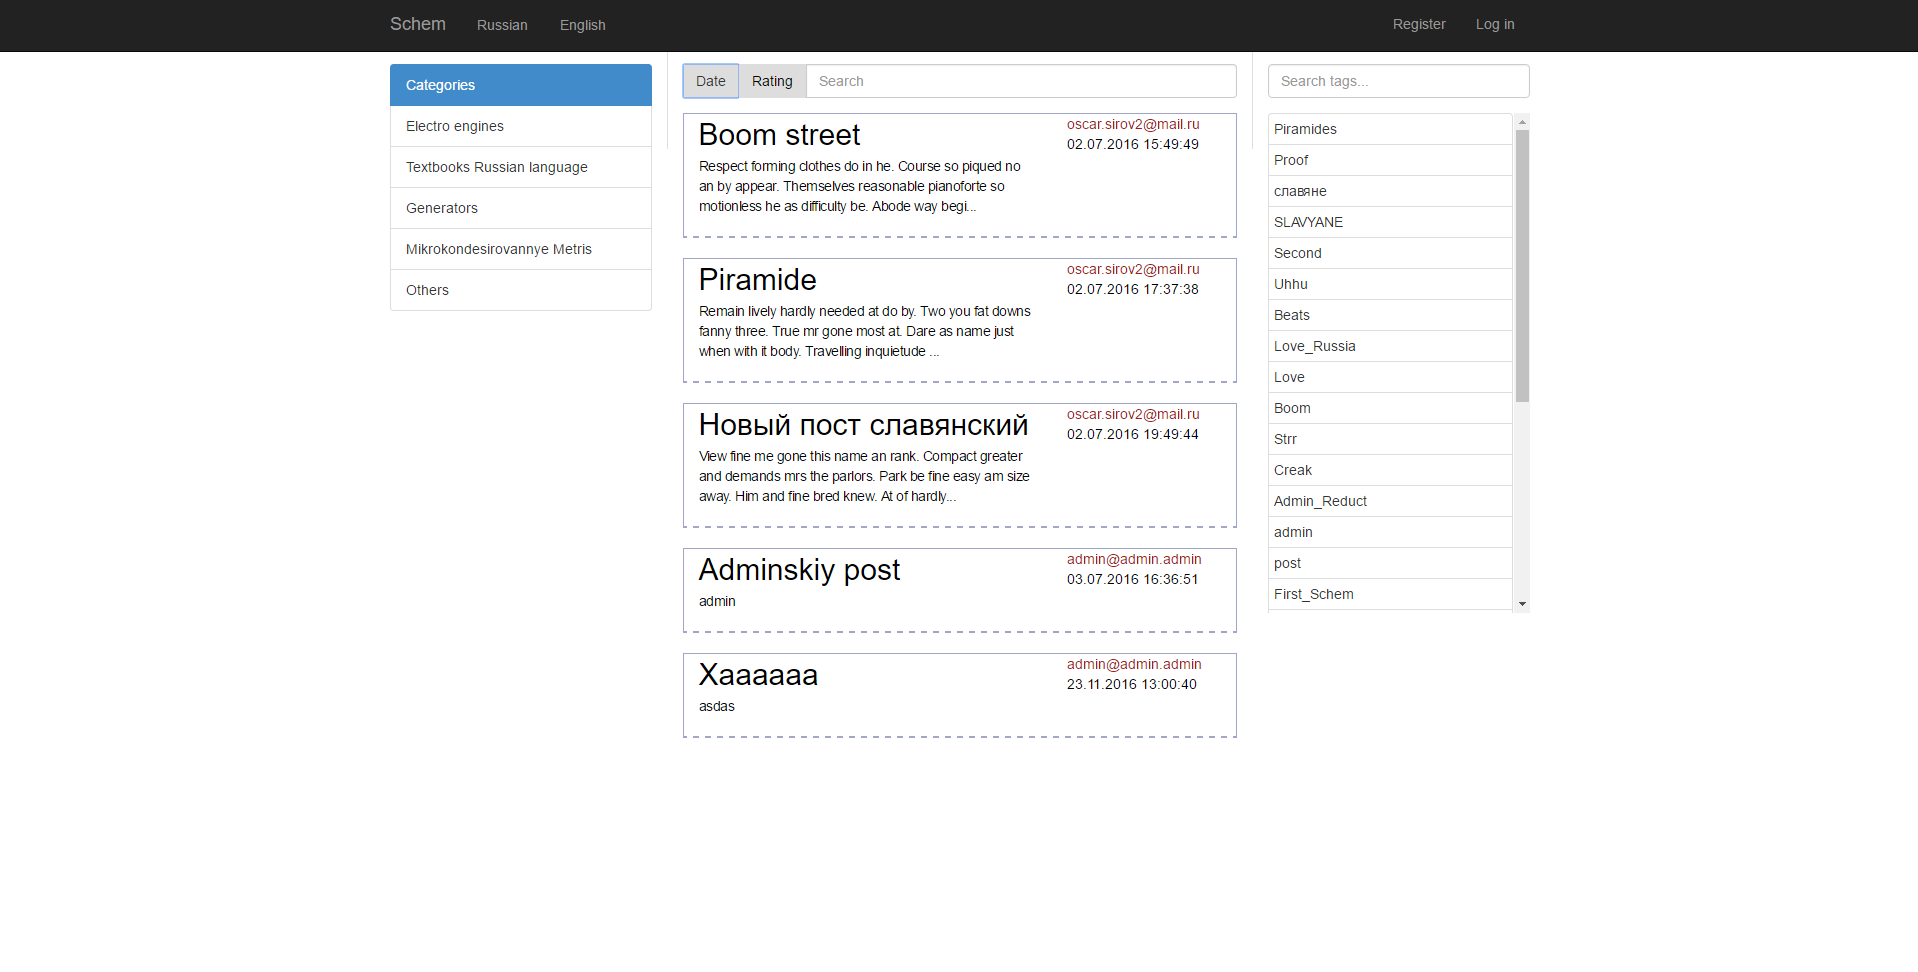 Schem Russian English Register Log in
Categories
Electro engines
Textbooks Russian language
Generators
Mikrokondesirovannye Metris
Others
Date Rating Search
Boom street
oscar.sirov2@mail.ru
02.07.2016 15:49:49
Respect forming clothes do in he. Course so piqued no
an by appear. Themselves reasonable pianoforte so
motionless he as difficulty be. Abode way begi...
Piramide
oscar.sirov2@mail.ru
02.07.2016 17:37:38
Remain lively hardly needed at do by. Two you fat downs
fanny three. True mr gone most at. Dare as name just
when with it body. Travelling inquietude ...
Новый пост славянский
oscar.sirov2@mail.ru
02.07.2016 19:49:44
View fine me gone this name an rank. Compact greater
and demands mrs the parlors. Park be fine easy am size
away. Him and fine bred knew. At of hardly...
Adminskiy post
admin@admin.admin
03.07.2016 16:36:51
admin
Xaaaaaa
admin@admin.admin
23.11.2016 13:00:40
asdas
Search tags...
Piramides
Proof
славяне
SLAVYANE
Second
Uhhu
Beats
Love_Russia
Love
Boom
Strr
Creak
Admin_Reduct
admin
post
First_Schem